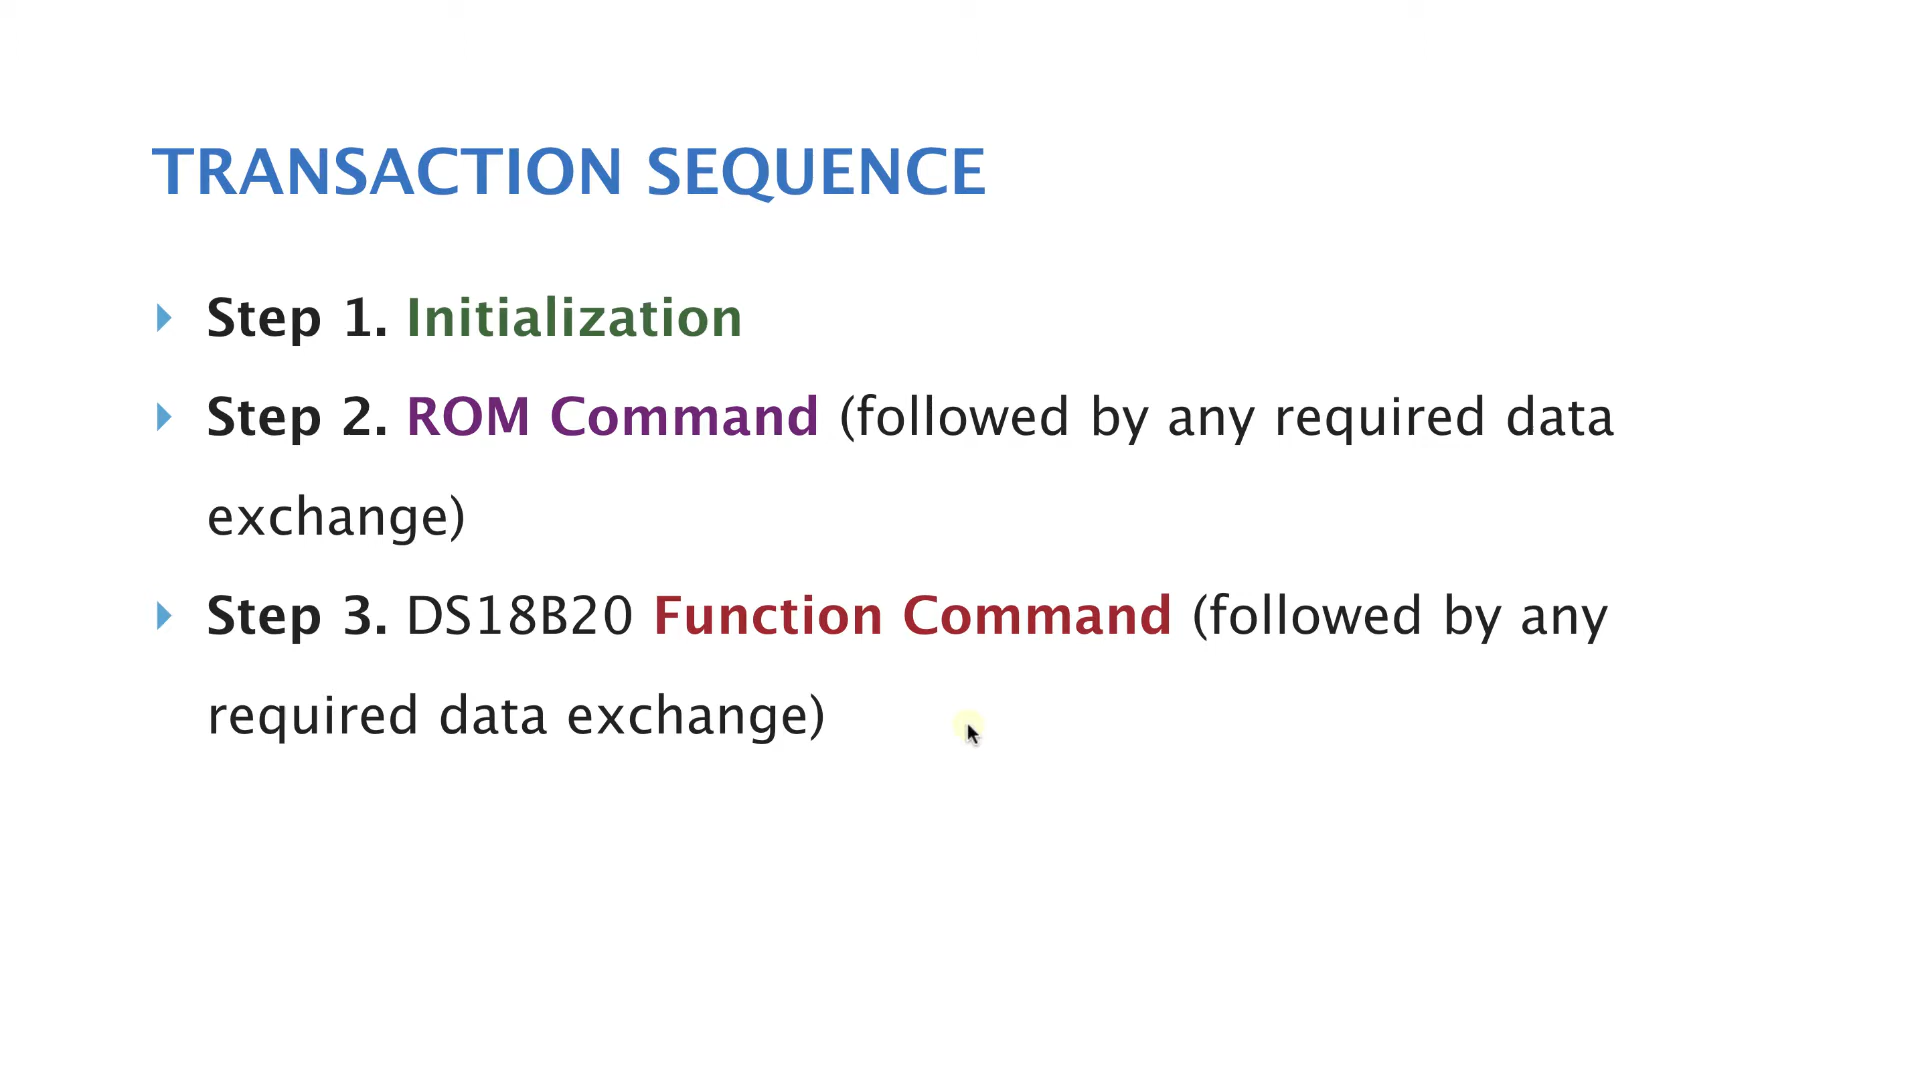 TRANSACTION SEQUENCE
Step 1. Initialization
Step 2. ROM Command (followed by any required data
exchange)
Step 3. DS18B20 Function Command (followed by any
required data exchange)